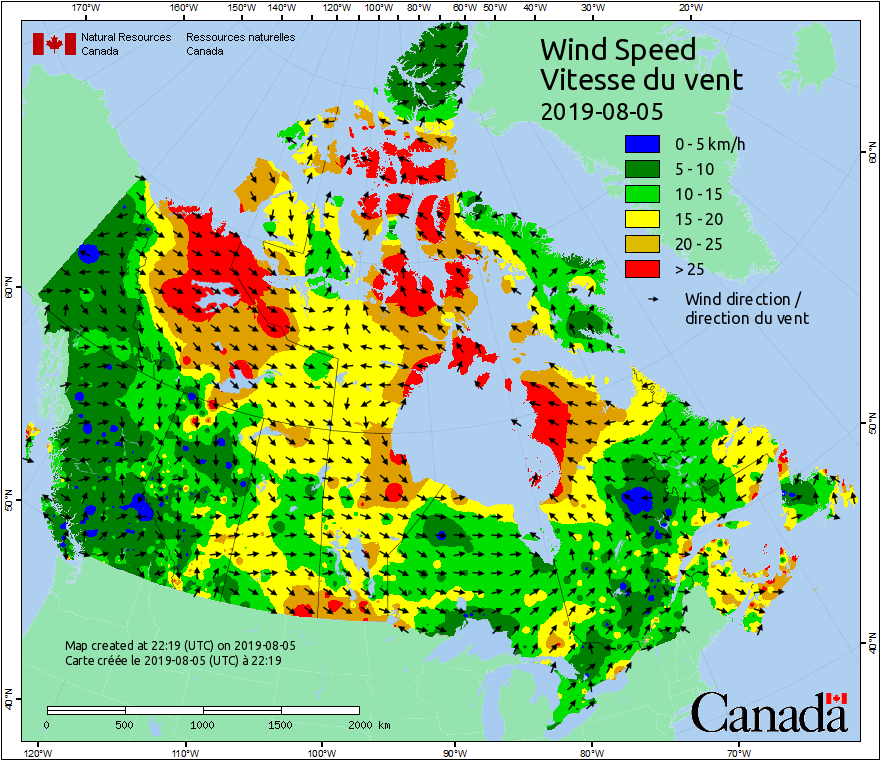 170°W 160°W 150°W 140°W 120°W 100°W 80°W 60°W 50°W 40°W 30°W 20°W
Natural Resources Canada
Ressources naturelles Canada
Wind Speed
Vitesse du vent
2019-08-05
0 - 5 km/h
5 - 10
10 - 15
15 - 20
20 - 25
> 25
Wind direction /
direction du vent
60°N
60°N
50°N
50°N
40°N
40°N
Map created at 22:19 (UTC) on 2019-08-05
Carte créée le 2019-08-05 (UTC) à 22:19
0 500 1000 1500 2000 km
Canada
120°W 110°W 100°W 90°W 80°W 70°W